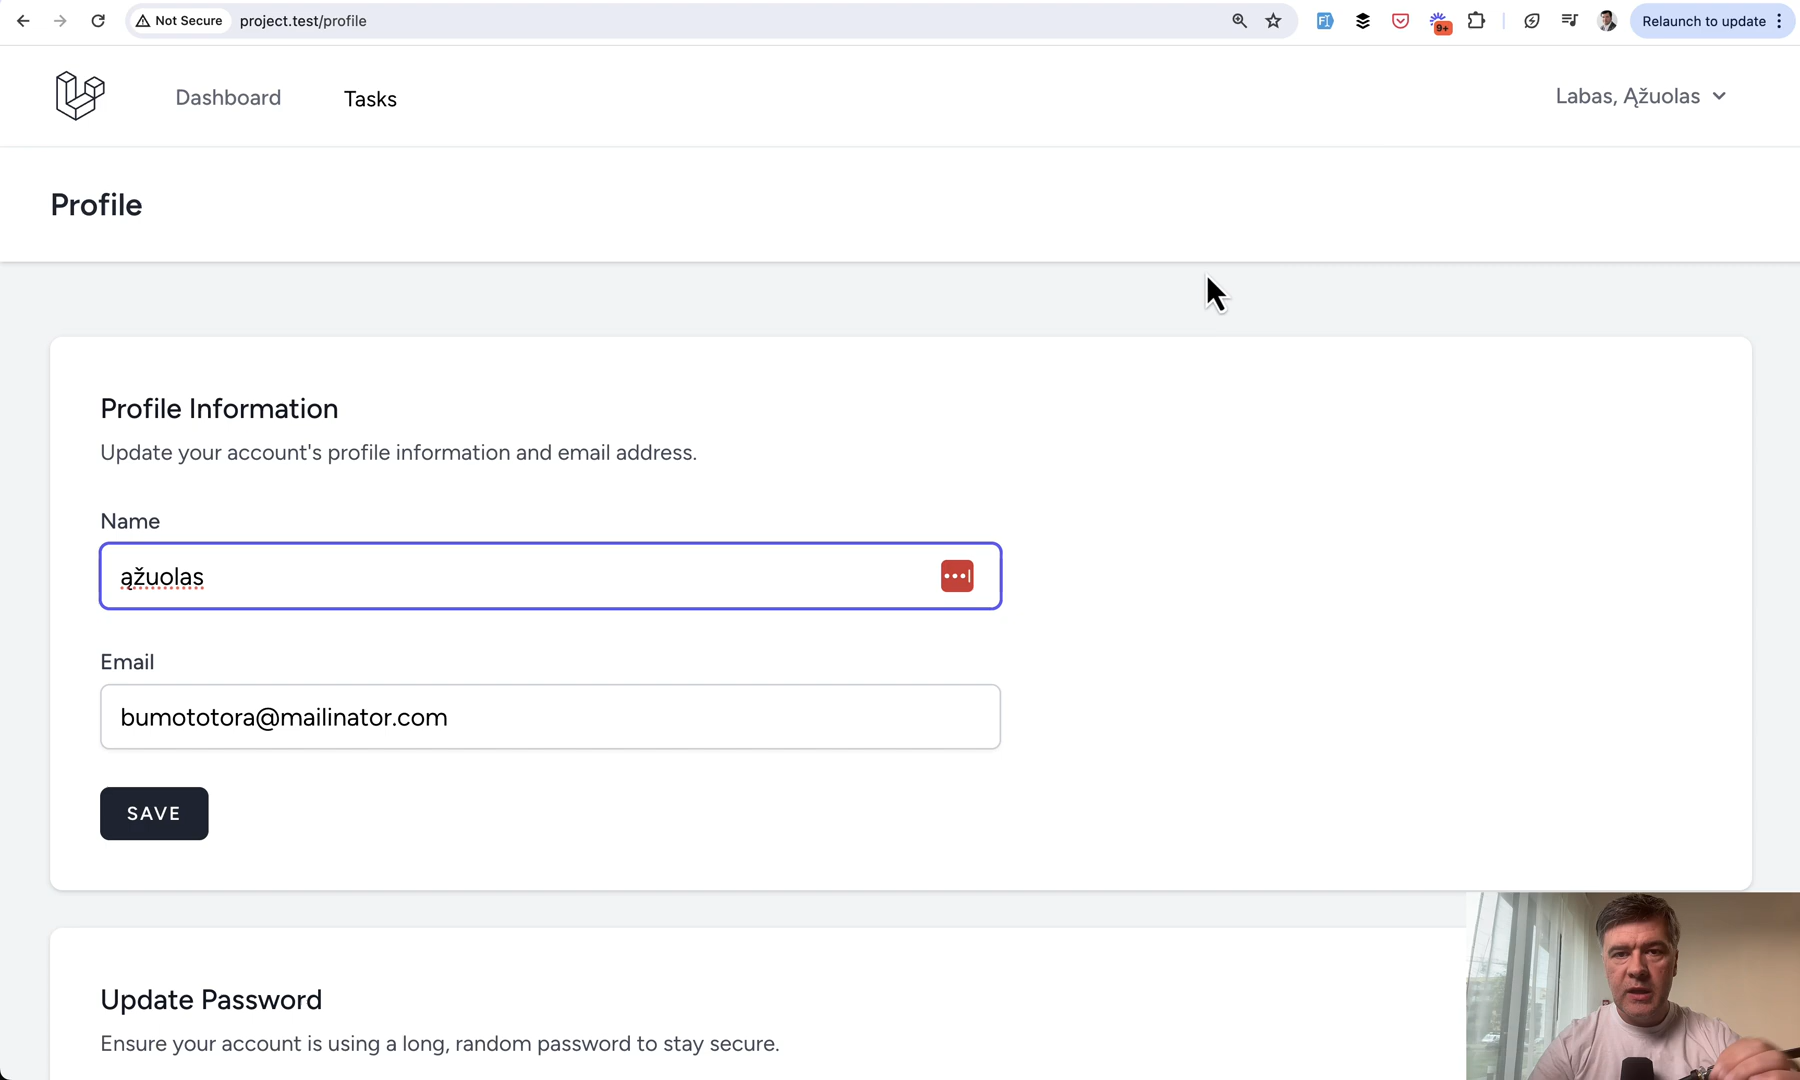 Not Secure project.test/profile Relaunch to update
9+
Dashboard Tasks Labas, Ąžuolas
Profile
Profile Information
Update your account's profile information and email address.
Name
ąžuolas
Email
bumototora@mailinator.com
SAVE
Update Password
Ensure your account is using a long, random password to stay secure.